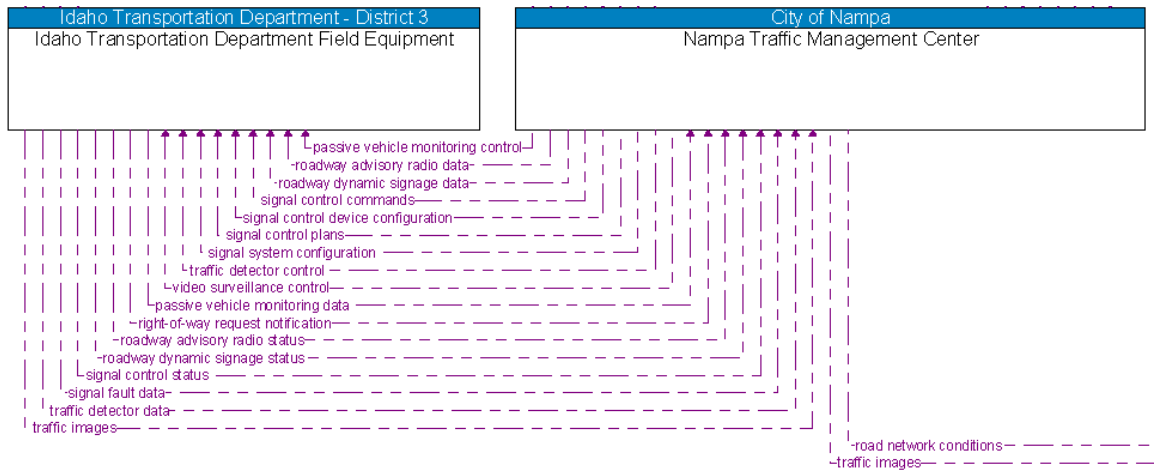 Idaho Transportation Department - District 3
Idaho Transportation Department Field Equipment
City of Nampa
Nampa Traffic Management Center
passive vehicle monitoring control
roadway advisory radio data
roadway dynamic signage data
signal control commands
signal control device configuration
signal control plans
signal system configuration
traffic detector control
video surveillance control
passive vehicle monitoring data
right-of-way request notification
roadway advisory radio status
roadway dynamic signage status
signal control status
signal fault data
traffic detector data
traffic images
road network conditions
traffic images